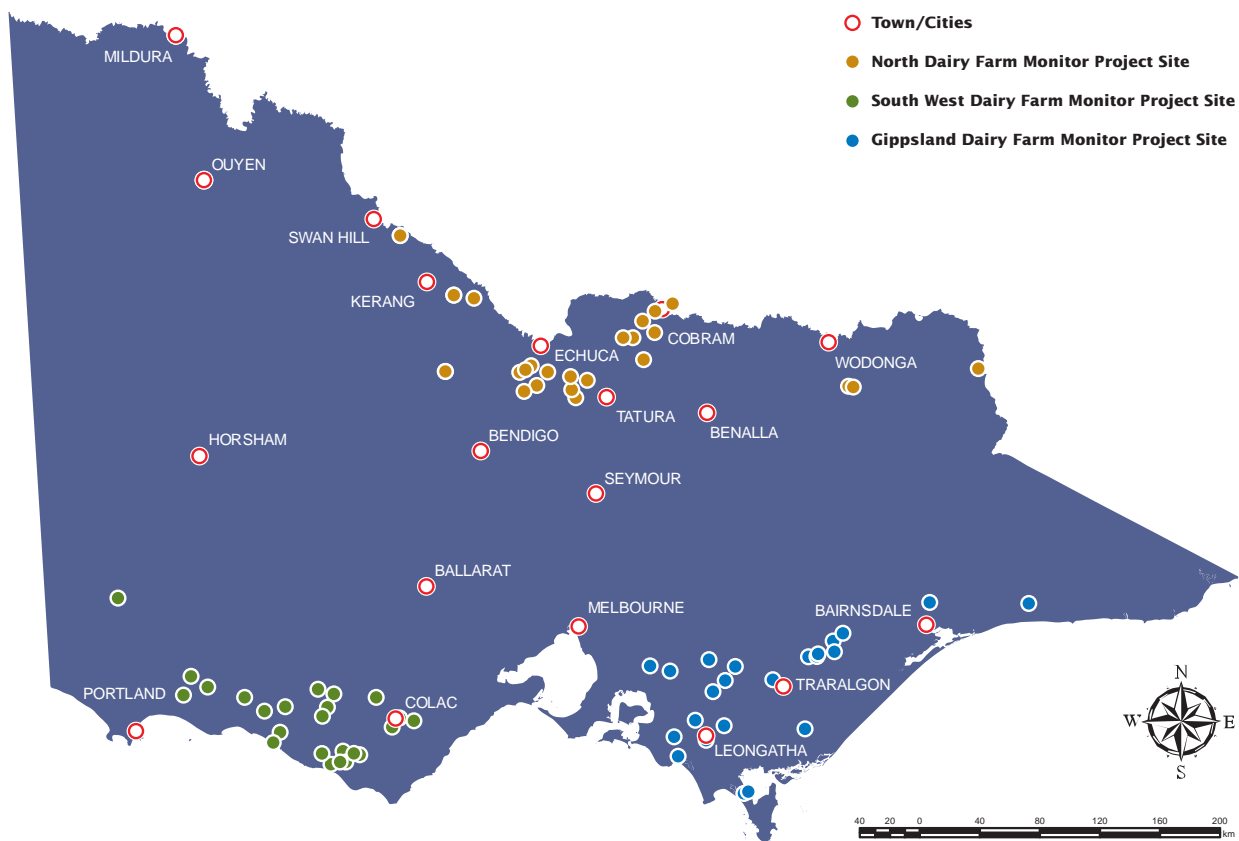 Town/Cities
North Dairy Farm Monitor Project Site
South West Dairy Farm Monitor Project Site
Gippsland Dairy Farm Monitor Project Site
MILDURA
OUYEN
SWAN HILL
KERANG
ECHUCA
COBRAM
WODONGA
TATURA
BENALLA
HORSHAM
BENDIGO
SEYMOUR
BALLARAT
MELBOURNE
BAIRNSDALE
PORTLAND
COLAC
TRARALGON
LEONGATHA
N
W E
S
40 20 0 40 80 120 160 200
km